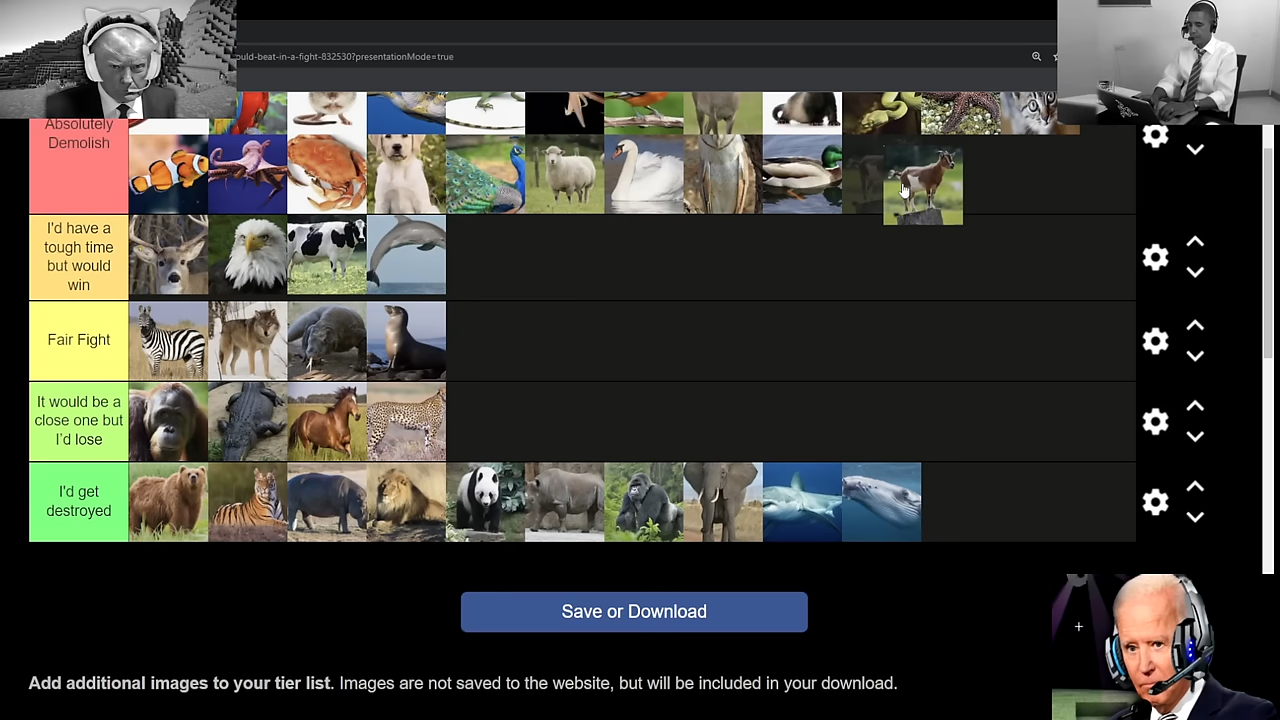 ould-beat-in-a-fight-832530?presentationMode=true
Absolutely
Demolish
I'd have a
tough time
but would
win
Fair Fight
It would be a
close one but
I'd lose
I'd get
destroyed
Save or Download
Add additional images to your tier list. Images are not saved to the website, but will be included in your download.